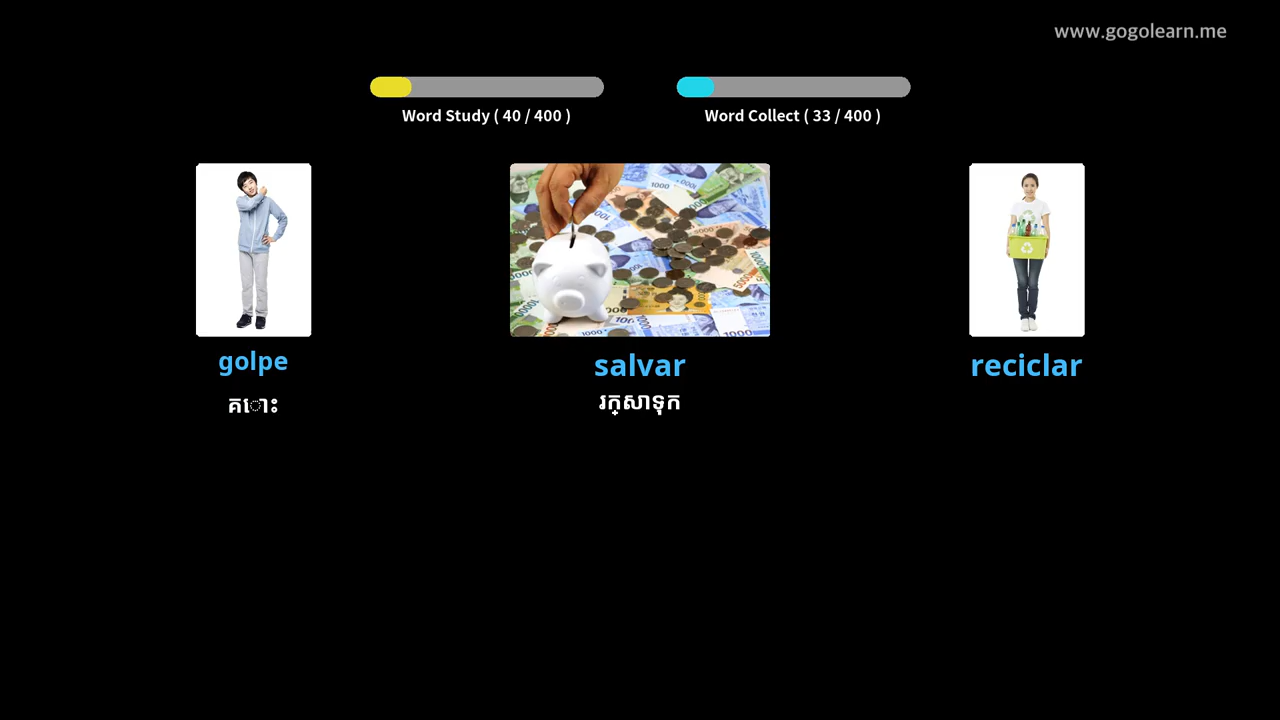 www.gogolearn.me
Word Study ( 40 / 400 )
Word Collect ( 33 / 400 )
golpe
salvar
reciclar
គោះ
រក្សាទុក